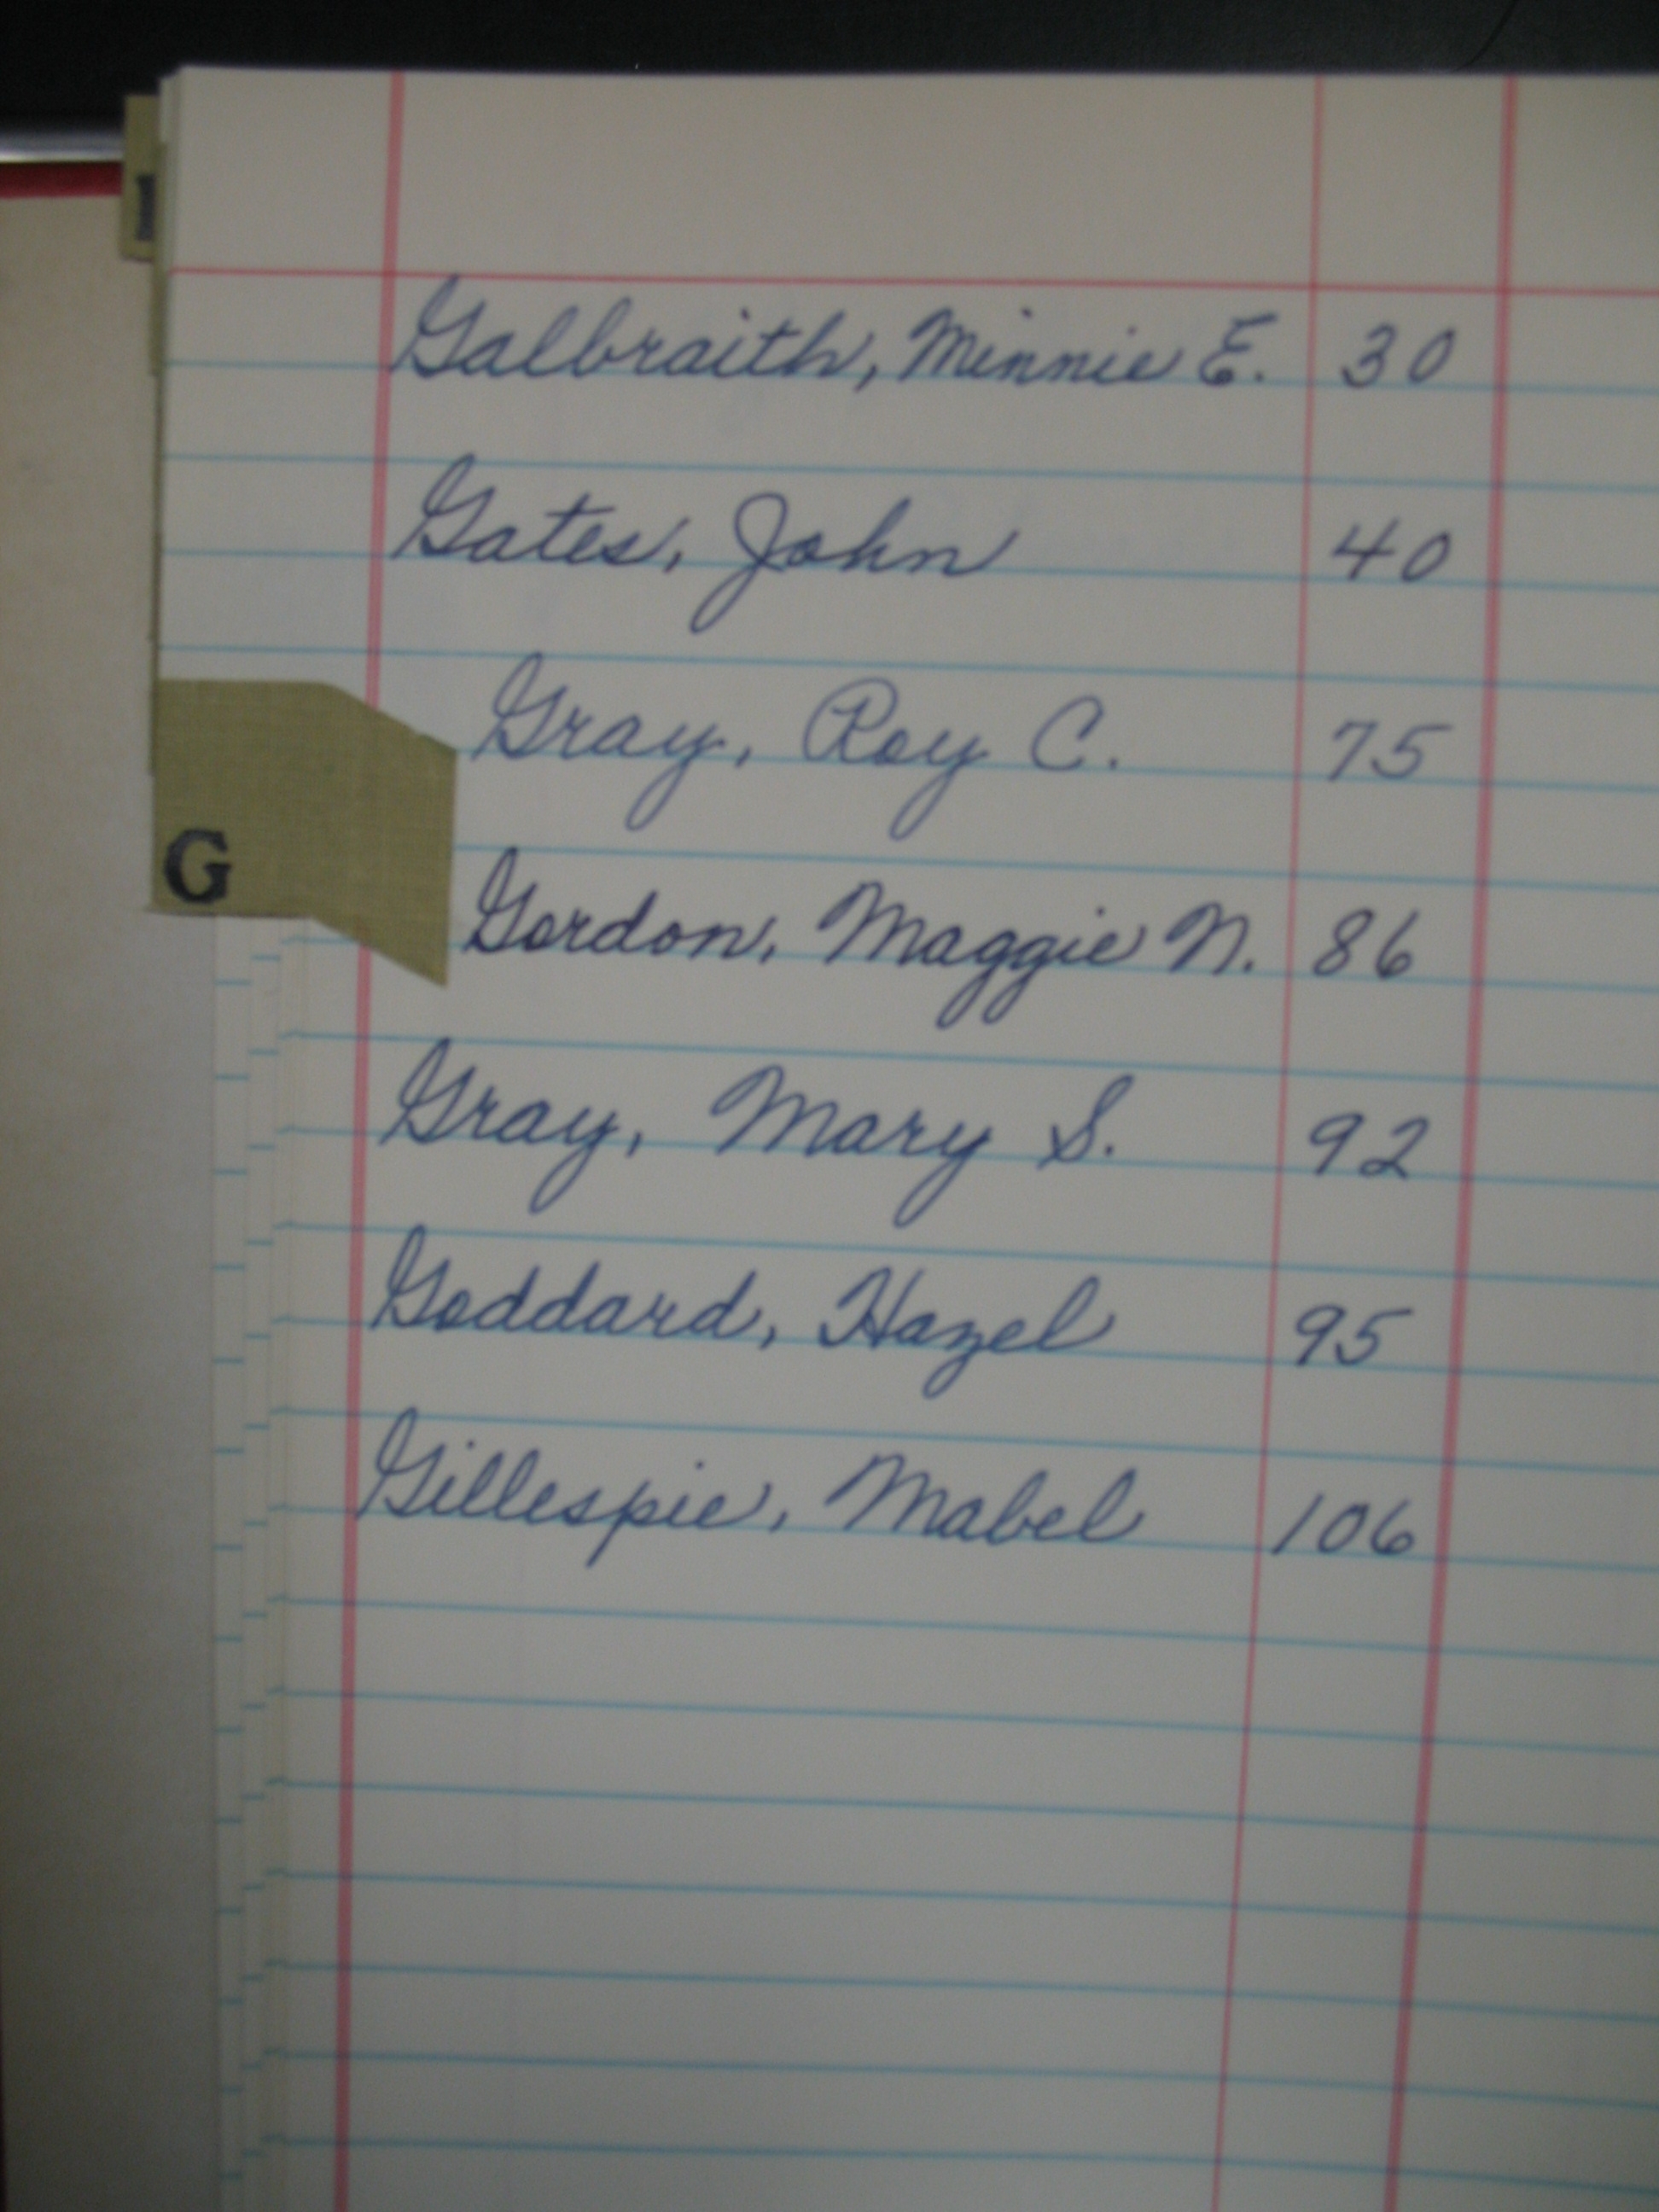 Galbraith, Minnie E. 30
Gates, John 40
Gray, Roy C. 75
G
Gordon, Maggie N. 86
Gray, Mary S. 92
Goddard, Hazel 95
Gillespie, Mabel 106